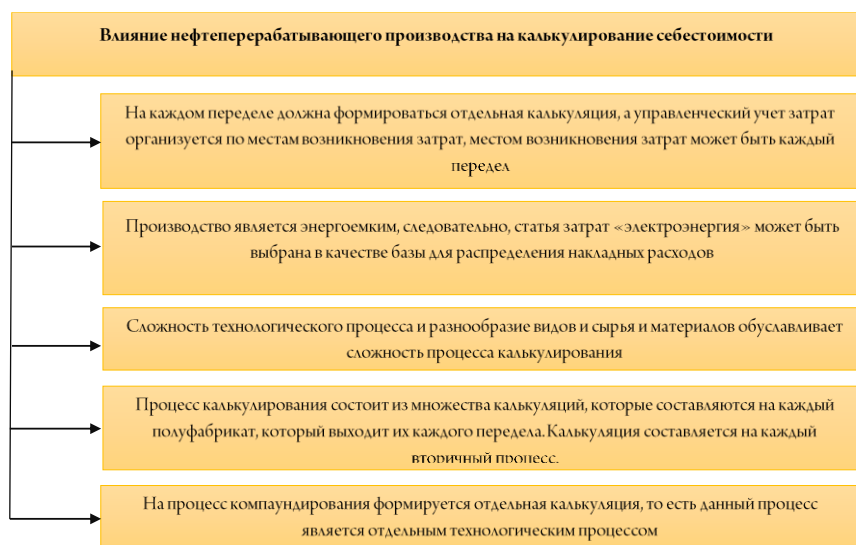 Влияние нефтеперерабатывающего производства на калькулирование себестоимости
На каждом переделе должна формироваться отдельная калькуляция, а управленческий учет затрат
организуется по местам возникновения затрат, местом возникновения затрат может быть каждый
передел
Производство является энергоемким, следовательно, статья затрат «электроэнергия» может быть
выбрана в качестве базы для распределения накладных расходов
Сложность технологического процесса и разнообразие видов и сырья и материалов обуславливает
сложность процесса калькулирования
Процесс калькулирования состоит из множества калькуляций, которые составляются на каждый
полуфабрикат, который выходит их каждого передела. Калькуляция составляется на каждый
вторичный процесс.
На процесс компаундирования формируется отдельная калькуляция, то есть данный процесс
является отдельным технологическим процессом